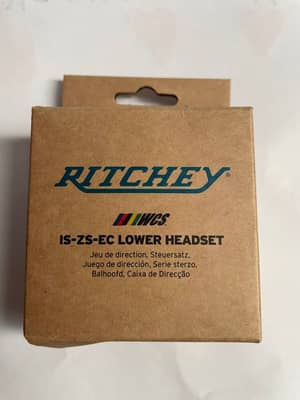 RITCHEY®
WCS
IS-ZS-EC LOWER HEADSET
Jeu de direction, Steuersatz,
Juego de dirección, Serie sterzo,
Balhoofd, Caixa de Direcção